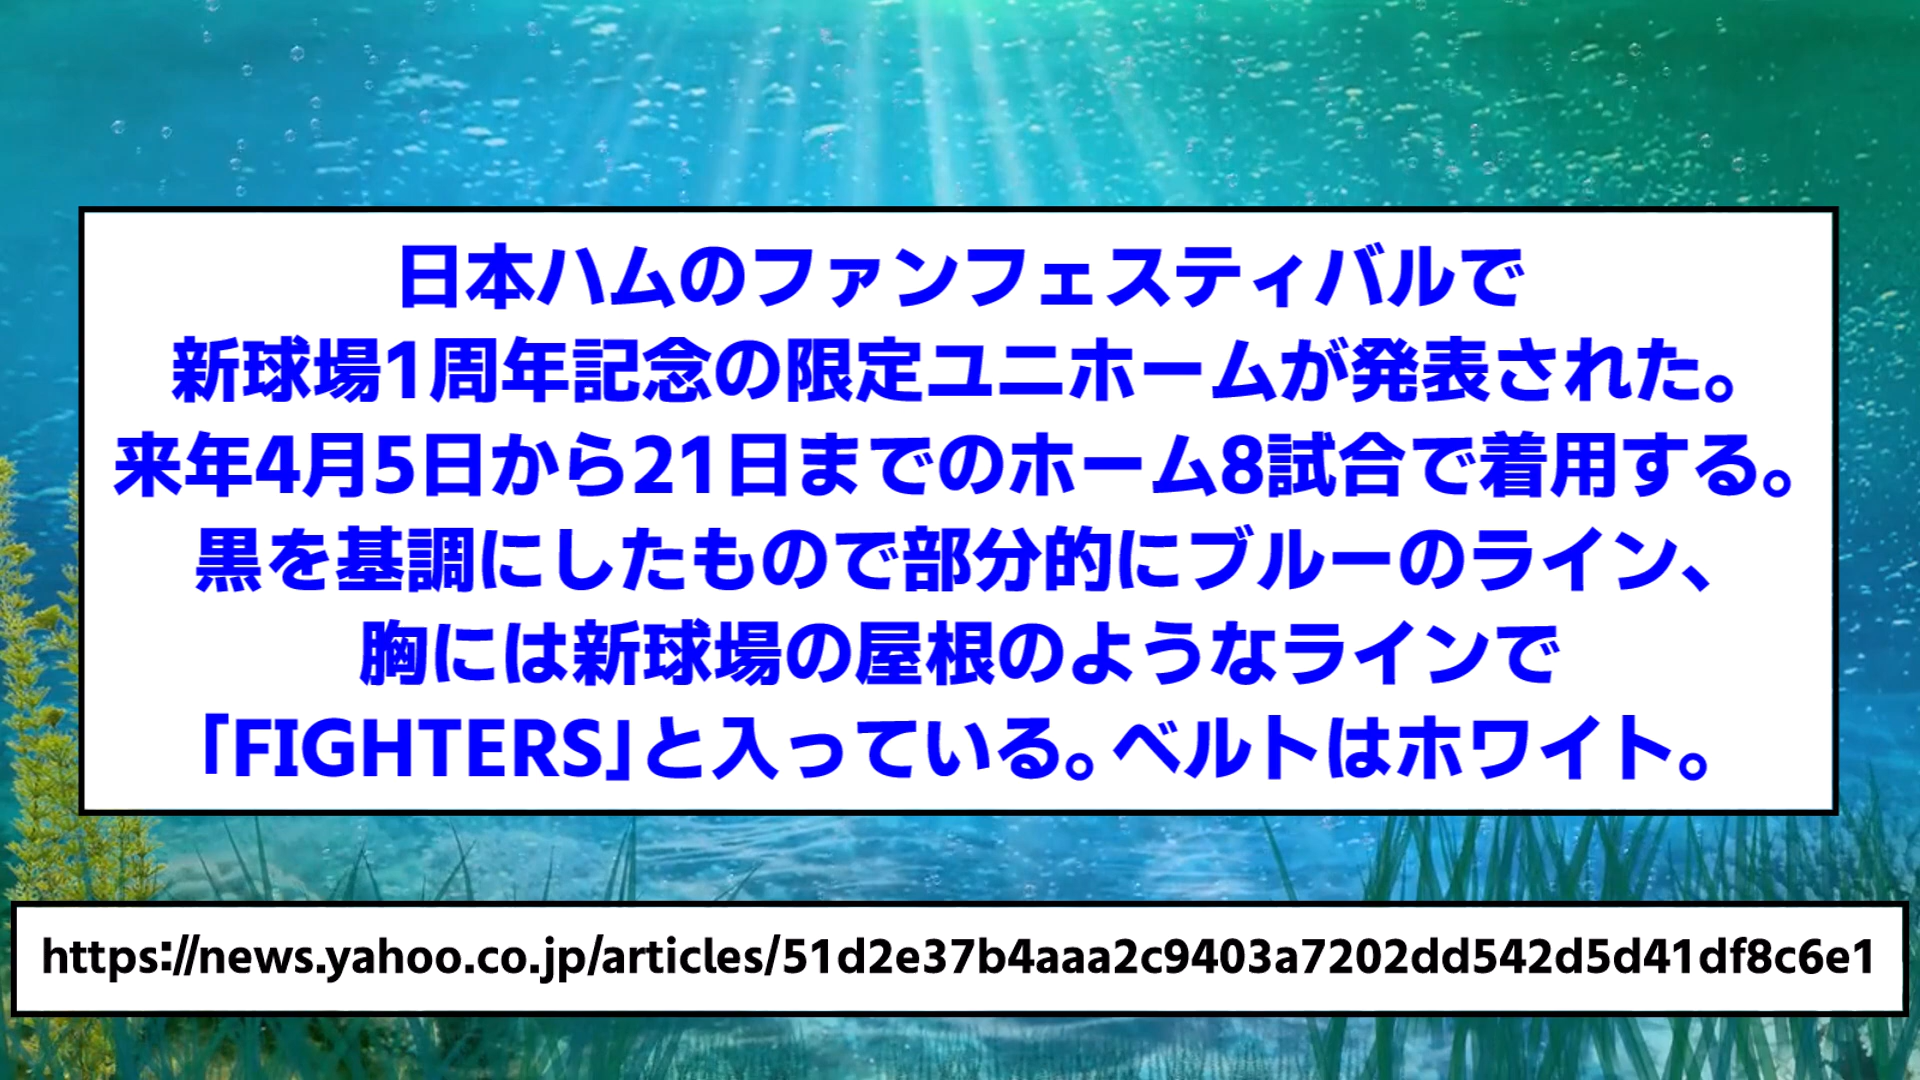 日本ハムのファンフェスティバルで
新球場1周年記念の限定ユニホームが発表された。
来年4月5日から21日までのホーム8試合で着用する。
黒を基調にしたもので部分的にブルーのライン、
胸には新球場の屋根のようなラインで
「FIGHTERS」と入っている。ベルトはホワイト。
https://news.yahoo.co.jp/articles/51d2e37b4aaa2c9403a7202dd542d5d41df8c6e1